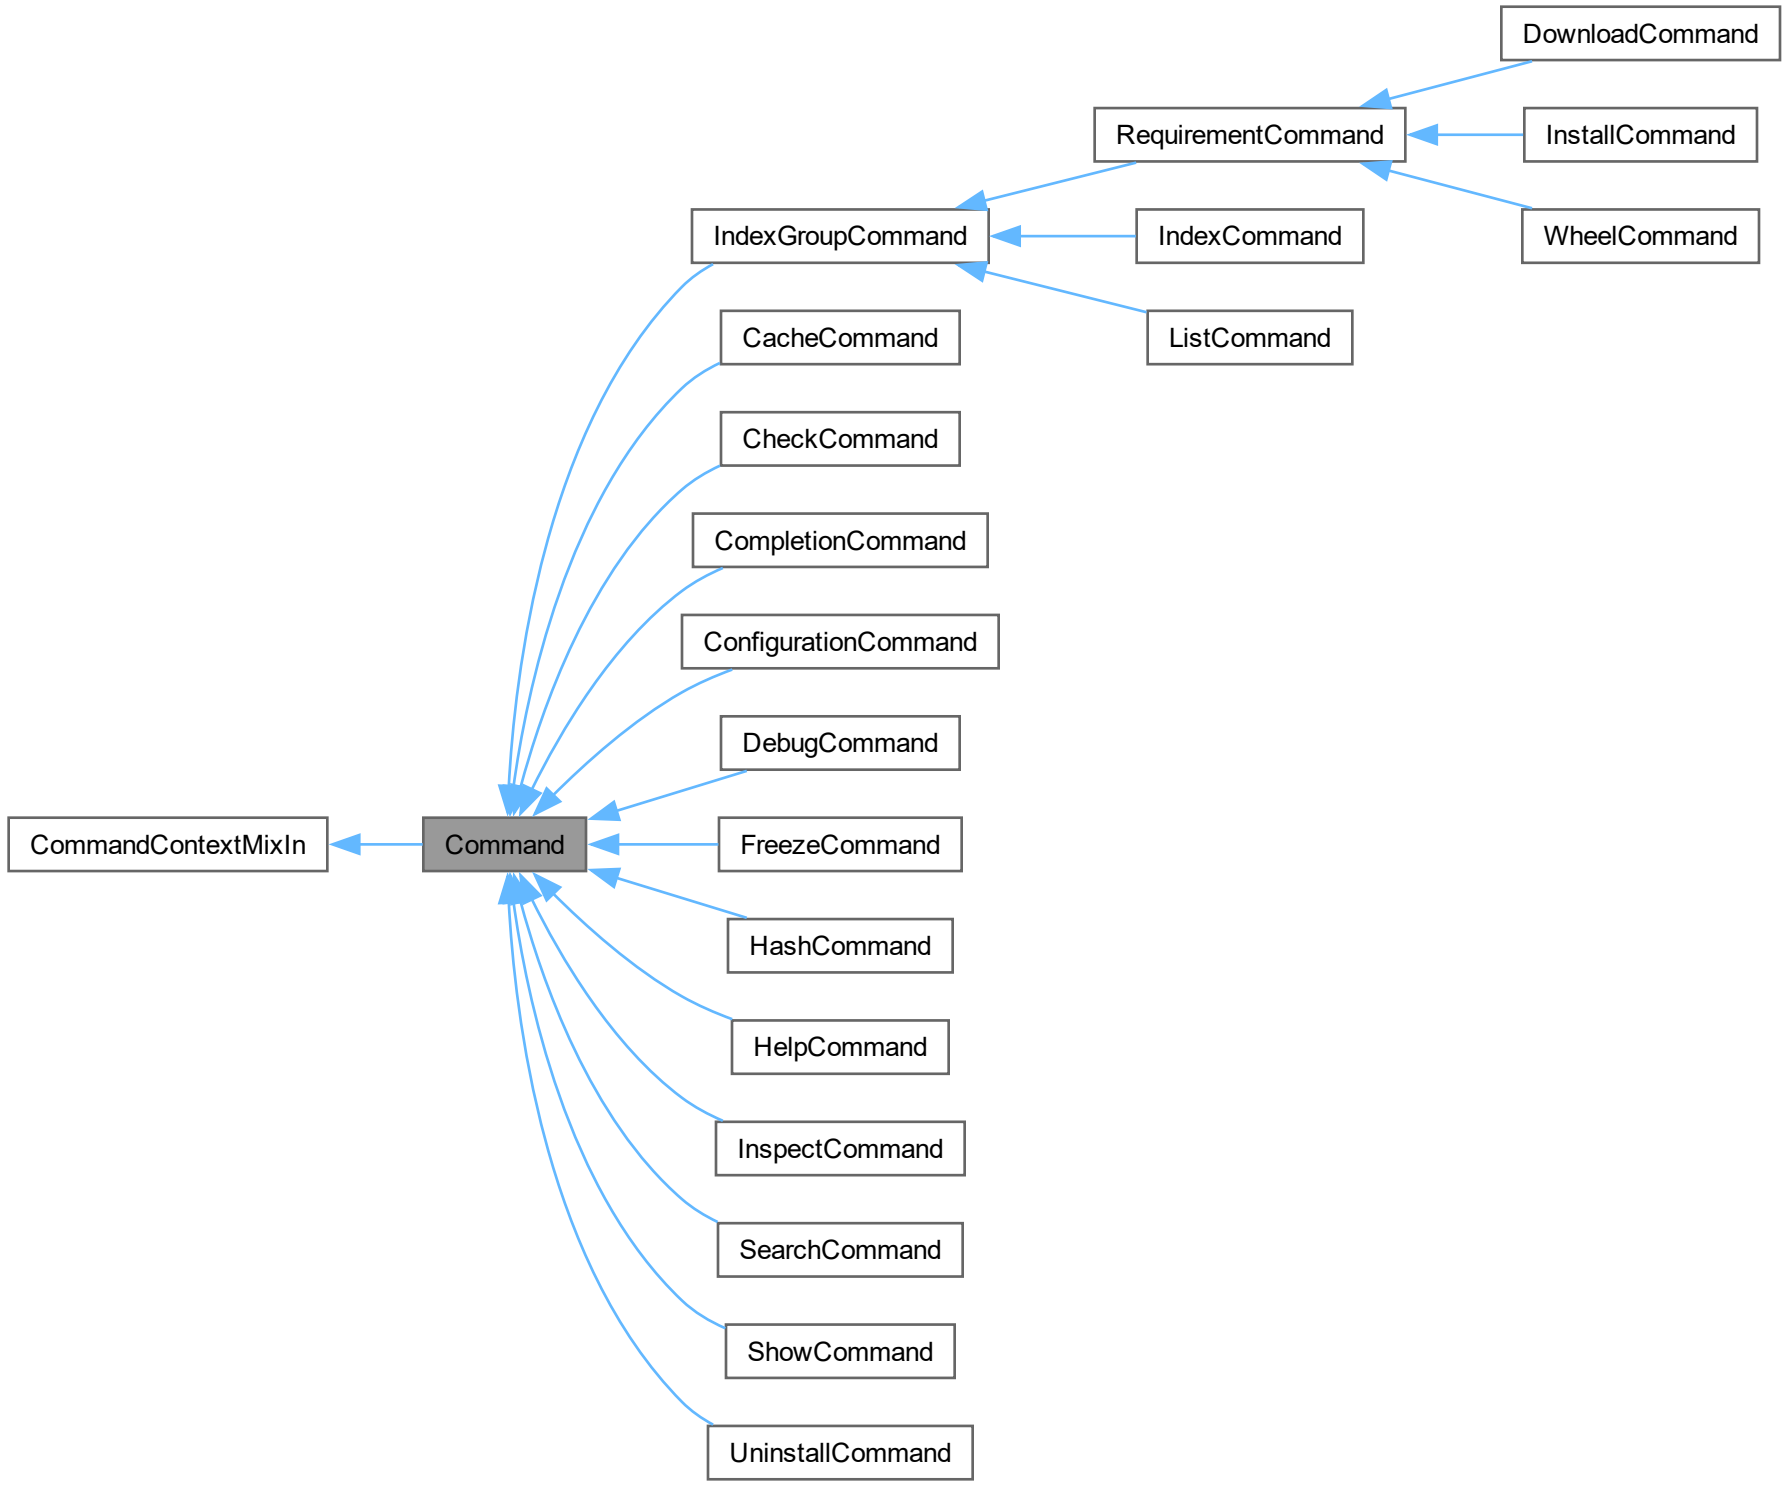 DownloadCommand
RequirementCommand
InstallCommand
IndexGroupCommand
IndexCommand
WheelCommand
CacheCommand
ListCommand
CheckCommand
CompletionCommand
ConfigurationCommand
DebugCommand
CommandContextMixIn
Command
FreezeCommand
HashCommand
HelpCommand
InspectCommand
SearchCommand
ShowCommand
UninstallCommand